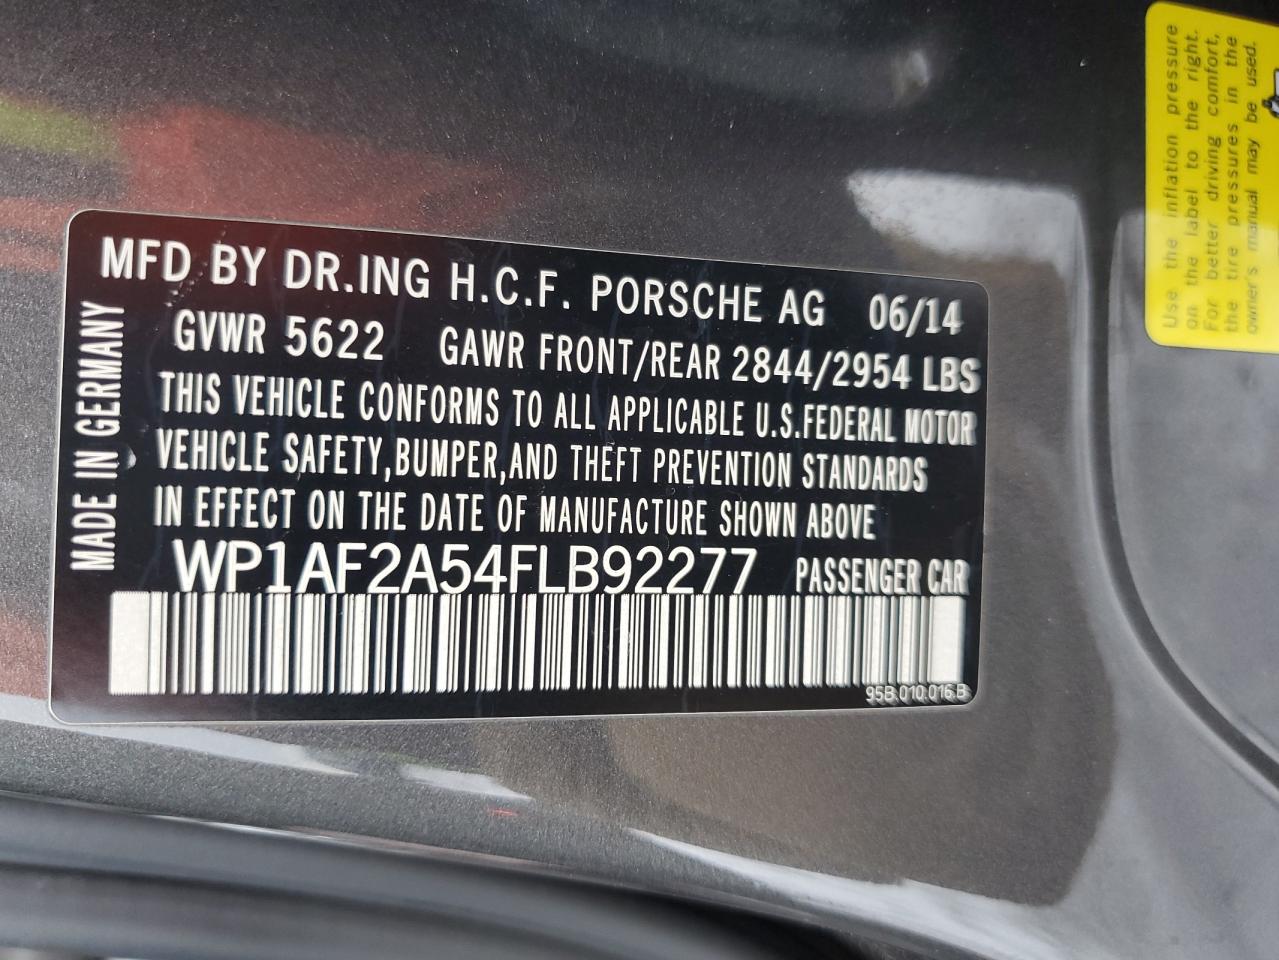 MFD BY DR.ING H.C.F. PORSCHE AG 06/14
GVWR 5622 GAWR FRONT/REAR 2844/2954 LBS
THIS VEHICLE CONFORMS TO ALL APPLICABLE U.S.FEDERAL MOTOR
VEHICLE SAFETY,BUMPER,AND THEFT PREVENTION STANDARDS
IN EFFECT ON THE DATE OF MANUFACTURE SHOWN ABOVE
WP1AF2A54FLB92277 PASSENGER CAR
95B.010.016.B
MADE IN GERMANY
Use the inflation pressure
on the label to the right.
For better driving comfort,
the tire pressures in the
owner's manual may be used.